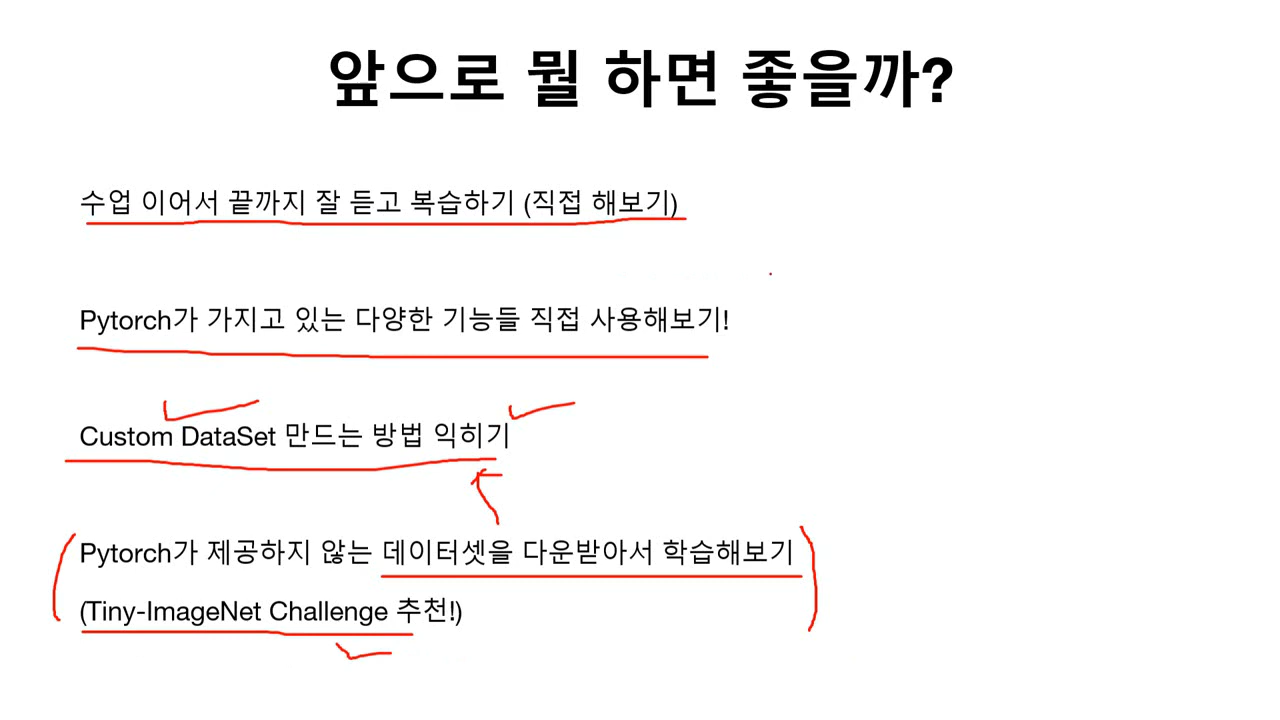 앞으로 뭘 하면 좋을까?
수업 이어서 끝까지 잘 듣고 복습하기 (직접 해보기)
Pytorch가 가지고 있는 다양한 기능들 직접 사용해보기!
Custom DataSet 만드는 방법 익히기
Pytorch가 제공하지 않는 데이터셋을 다운받아서 학습해보기
(Tiny-ImageNet Challenge 추천!)